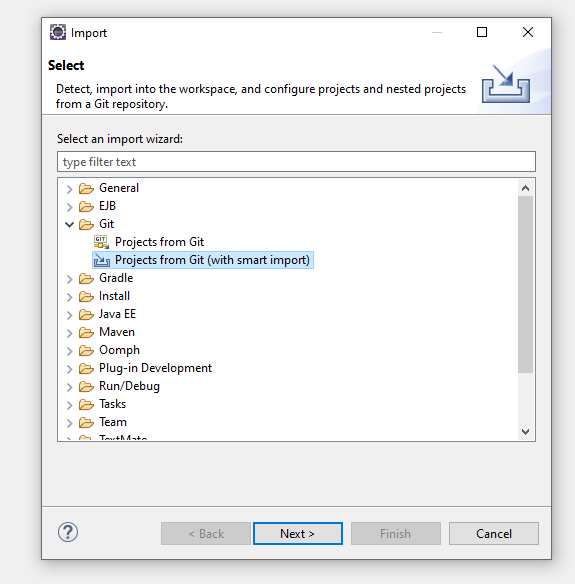 Import
Select
Detect, import into the workspace, and configure projects and nested projects
from a Git repository.
Select an import wizard:
type filter text
General
EJB
Git
GIT
Projects from Git
Projects from Git (with smart import)
Gradle
Install
Java EE
Maven
Oomph
Plug-in Development
Run/Debug
Tasks
Team
TextMate
?
< Back
Next >
Finish
Cancel